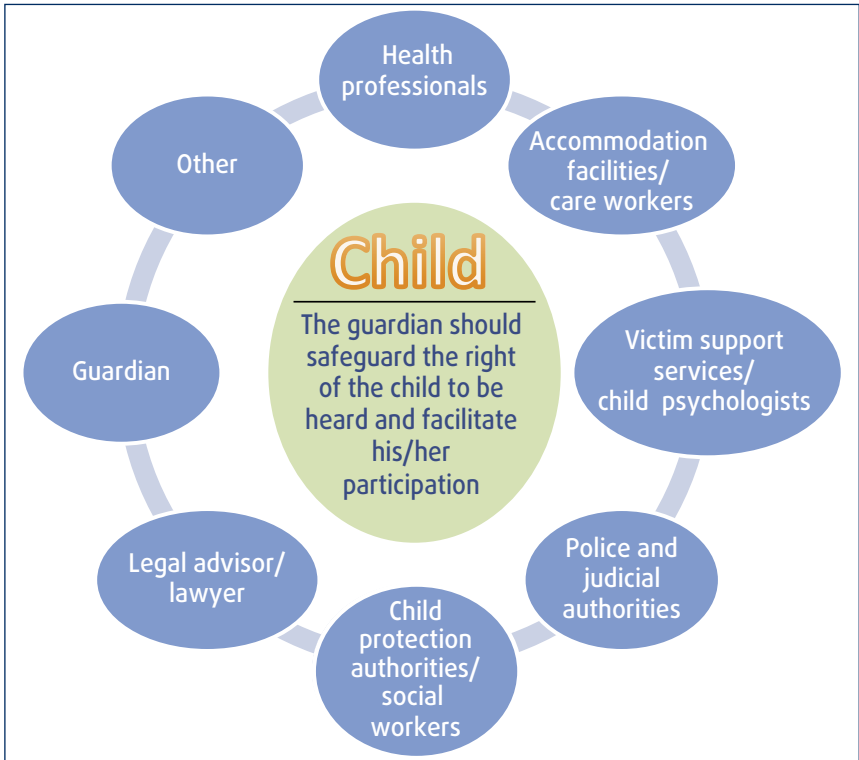 Health
professionals
Accommodation
facilities/
care workers
Victim support
services/
child psychologists
Police and
judicial
authorities
Child
protection
authorities/
social
workers
Legal advisor/
lawyer
Guardian
Other
Child
The guardian should
safeguard the right
of the child to be
heard and facilitate
his/her
participation